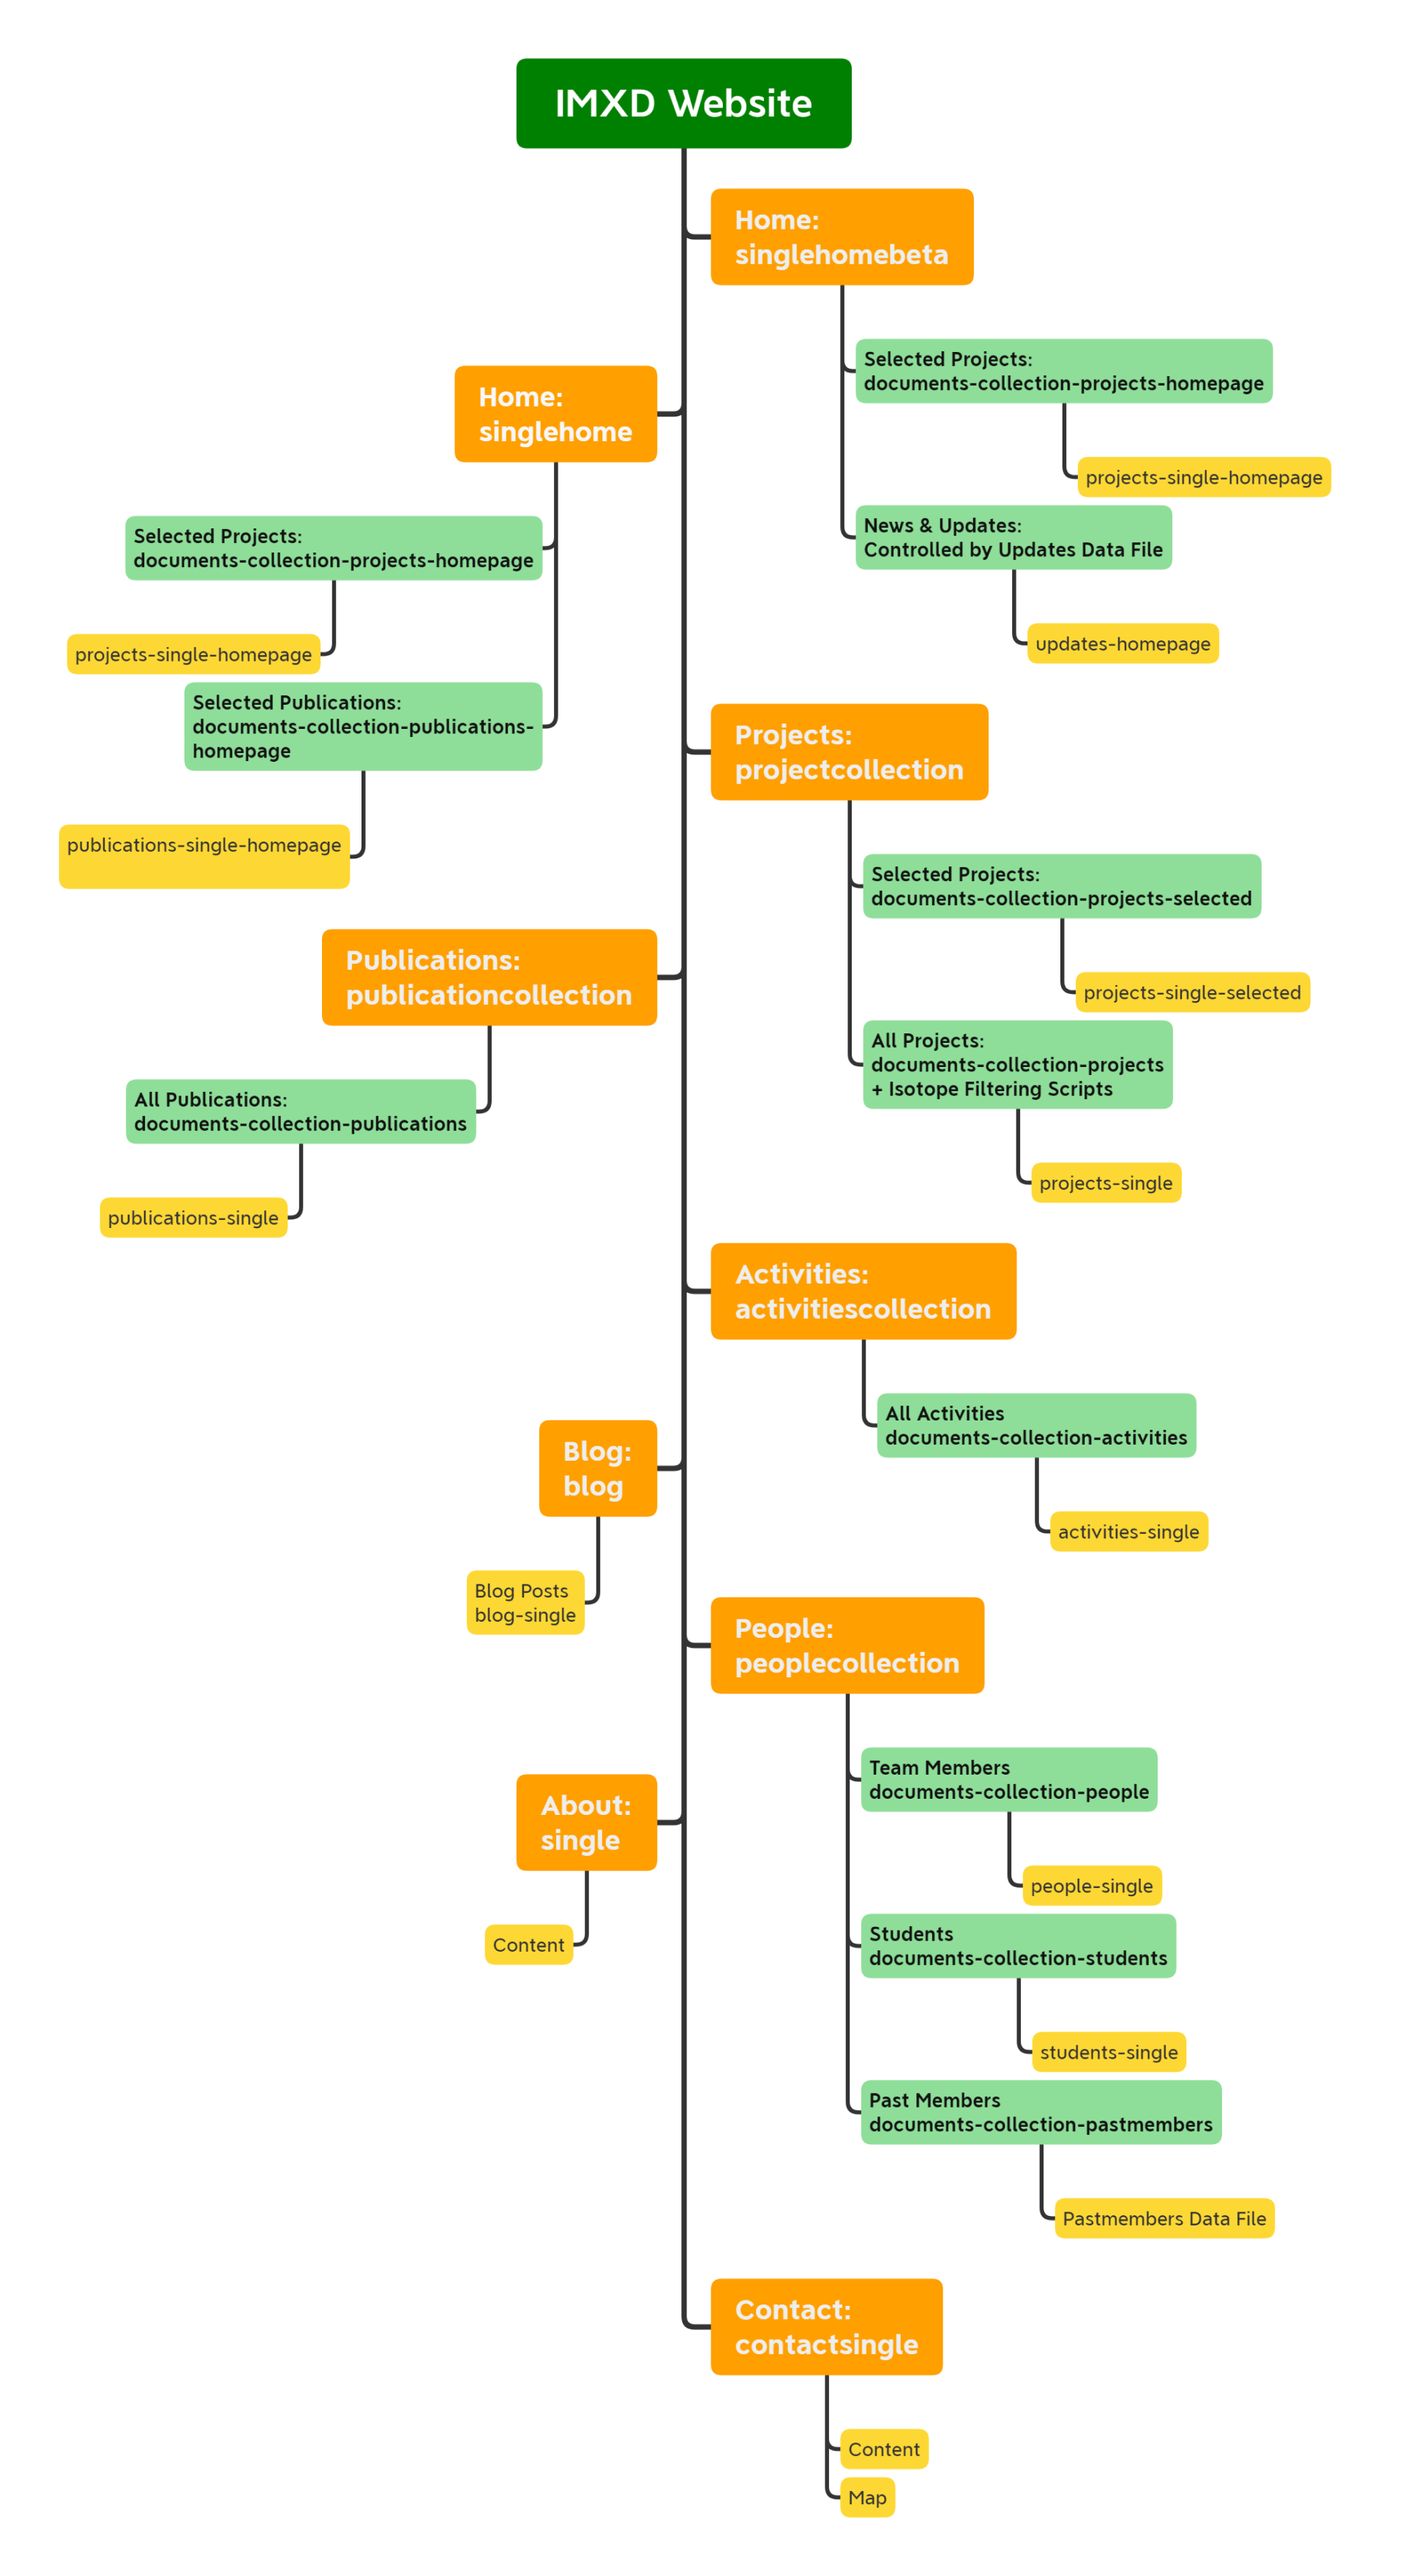 IMXD Website
Home:
singlehomebeta
Selected Projects:
documents-collection-projects-homepage
projects-single-homepage
News & Updates:
Controlled by Updates Data File
updates-homepage
Home:
singlehome
Selected Projects:
documents-collection-projects-homepage
projects-single-homepage
Selected Publications:
documents-collection-publications-
homepage
publications-single-homepage
Projects:
projectcollection
Selected Projects:
documents-collection-projects-selected
projects-single-selected
All Projects:
documents-collection-projects
+ Isotope Filtering Scripts
projects-single
Publications:
publicationcollection
All Publications:
documents-collection-publications
publications-single
Activities:
activitiescollection
All Activities
documents-collection-activities
activities-single
Blog:
blog
Blog Posts
blog-single
People:
peoplecollection
Team Members
documents-collection-people
people-single
Students
documents-collection-students
students-single
Past Members
documents-collection-pastmembers
Pastmembers Data File
About:
single
Content
Contact:
contactsingle
Content
Map